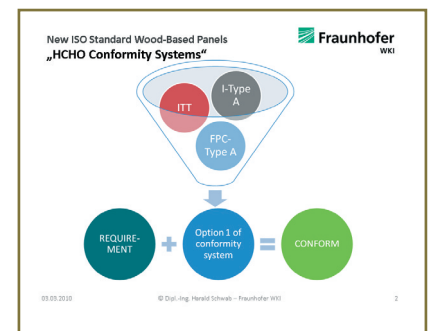 New ISO Standard Wood-Based Panels
„HCHO Conformity Systems“
Fraunhofer
WKI
I-Type
A
ITT
FPC-
Type A
REQUIRE-
MENT
Option 1 of
conformity
system
CONFORM
03.03.2010
© Dipl.-Ing. Harald Schwab – Fraunhofer WKI
2